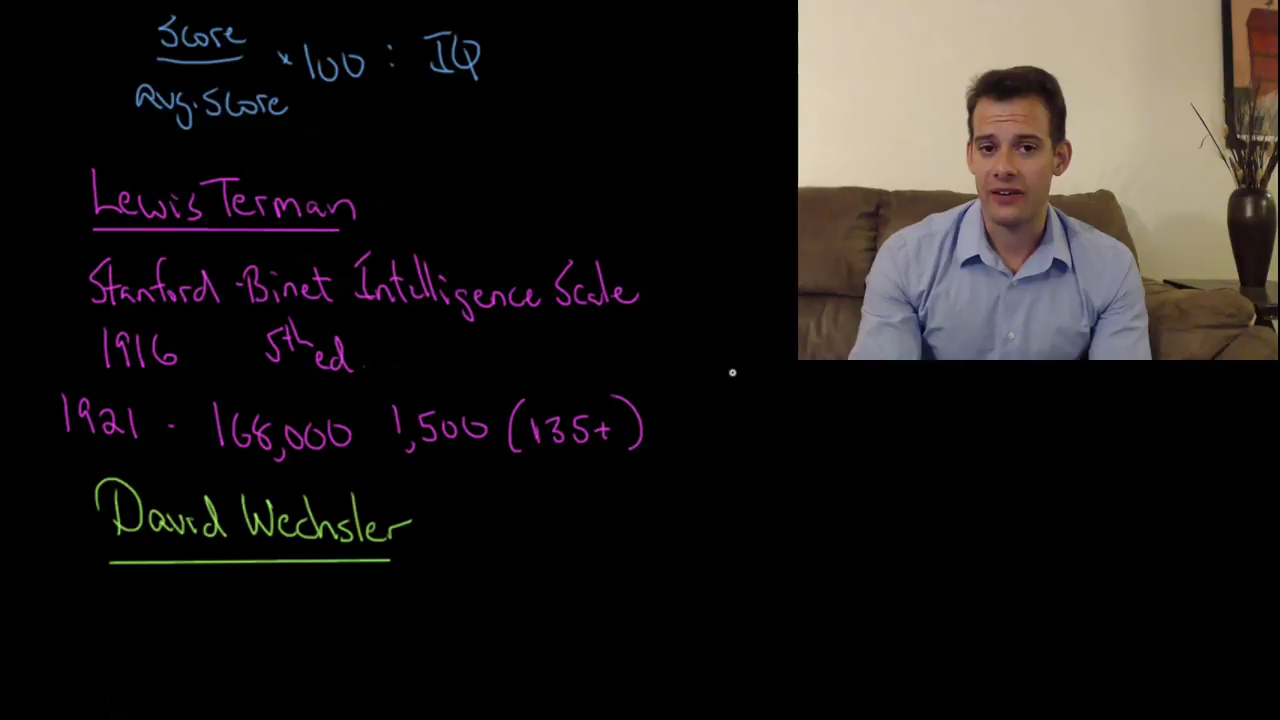 Score
Avg. Score
* 100 : IQ
Lewis Terman
Stanford-Binet Intelligence Scale
1916 5th ed.
1921 - 168,000 1,500 (135+)
David Wechsler